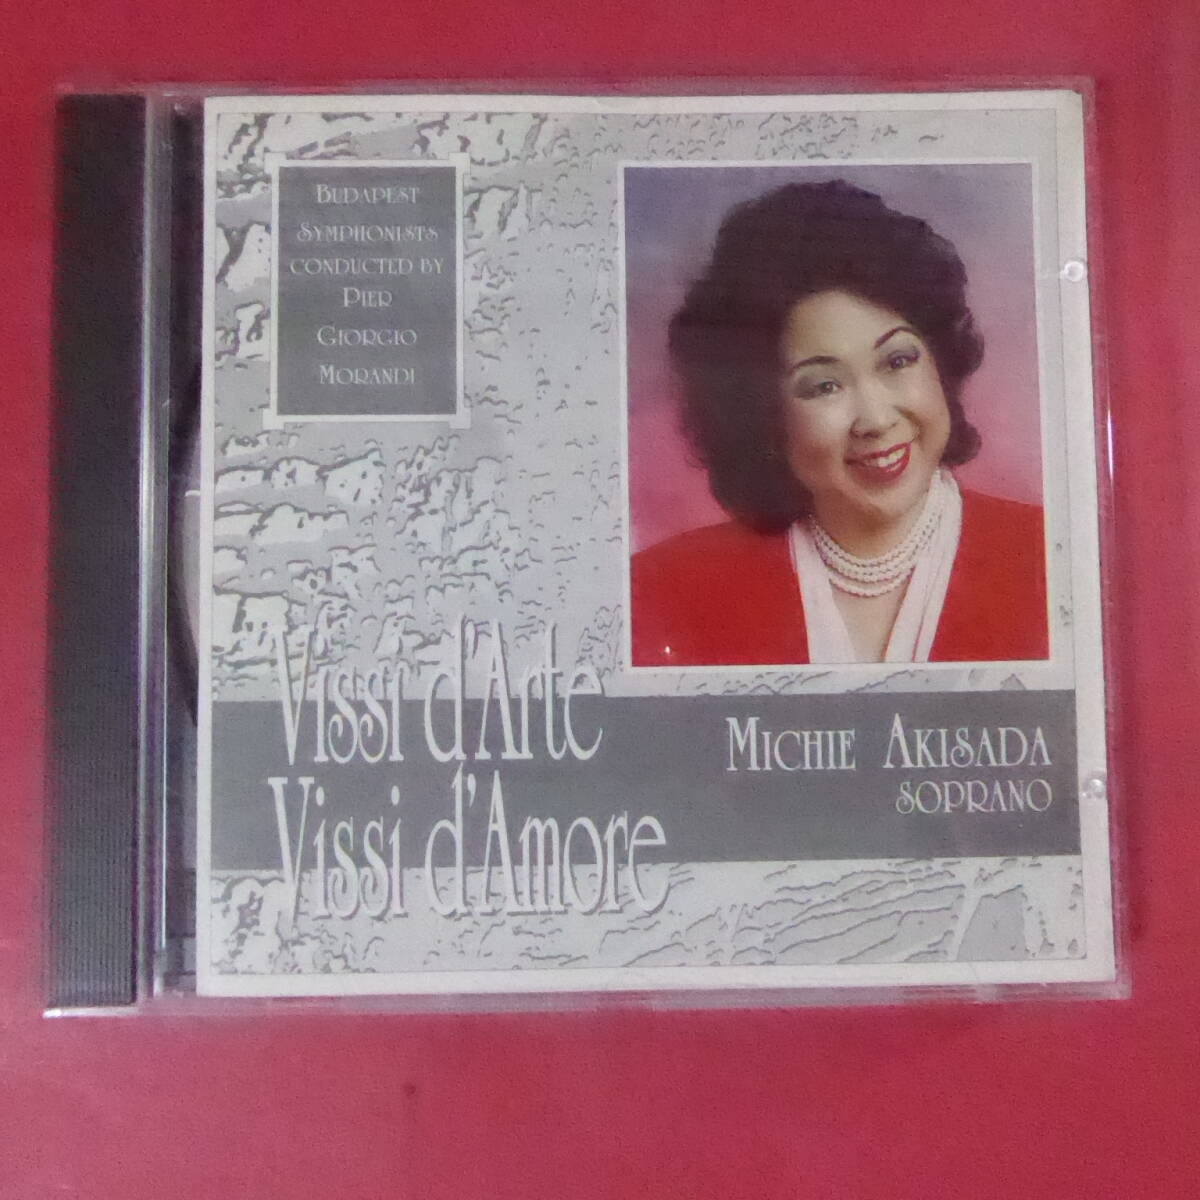 BUDAPEST
SYMPHONISTS
CONDUCTED BY
PIER
GIORGIO
MORANDI
Vissi d'Arte
Vissi d'Amore
MICHIE AKISADA
SOPRANO